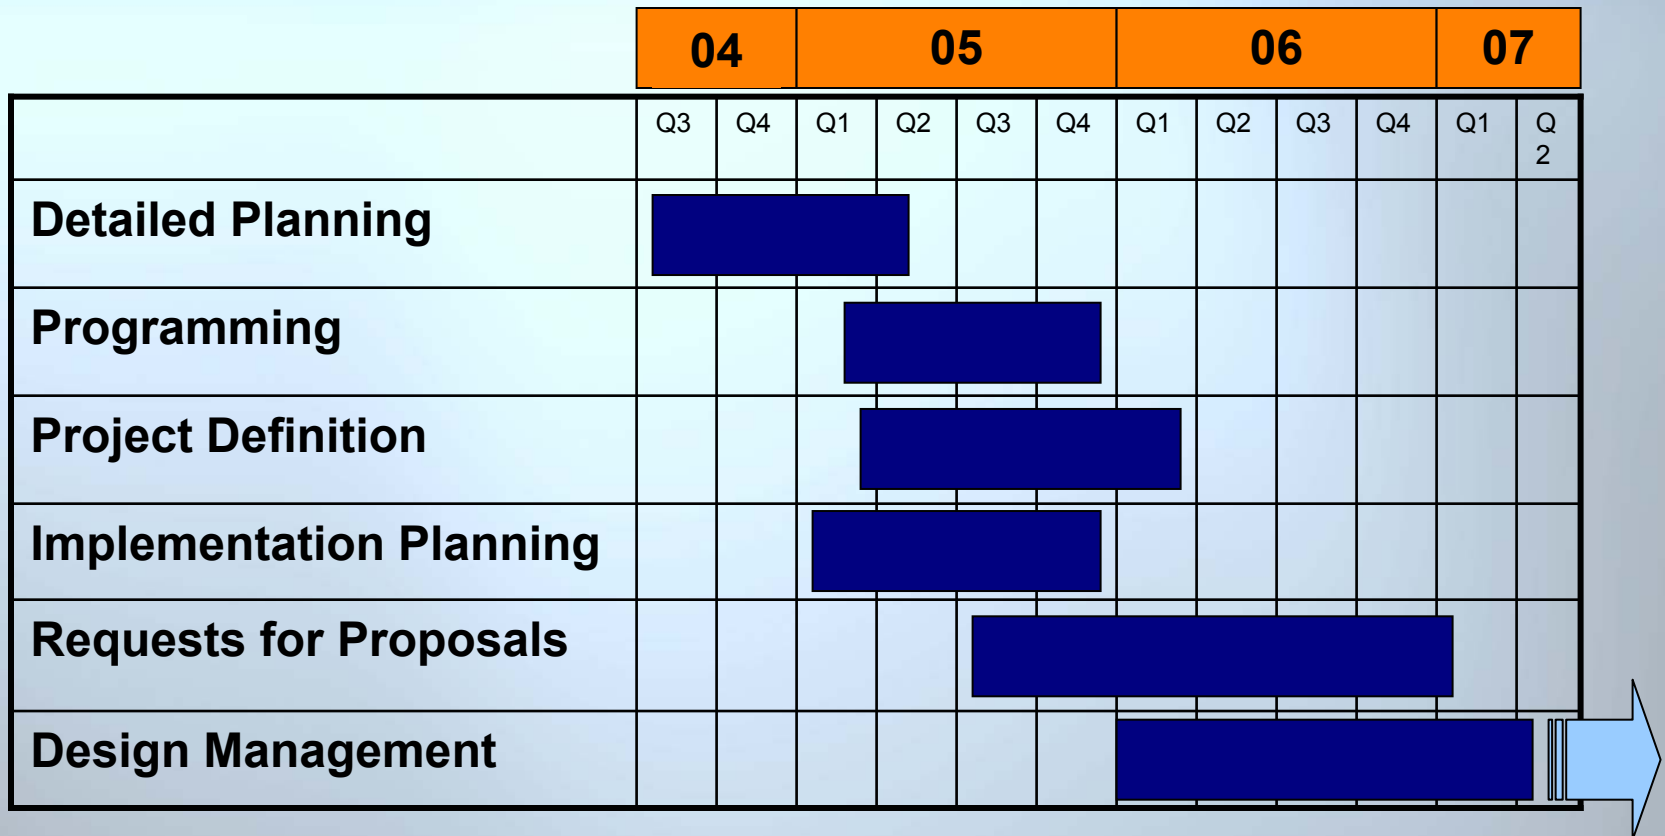 04 05 06 07
Q3 Q4 Q1 Q2 Q3 Q4 Q1 Q2 Q3 Q4 Q1 Q
2
Detailed Planning
Programming
Project Definition
Implementation Planning
Requests for Proposals
Design Management